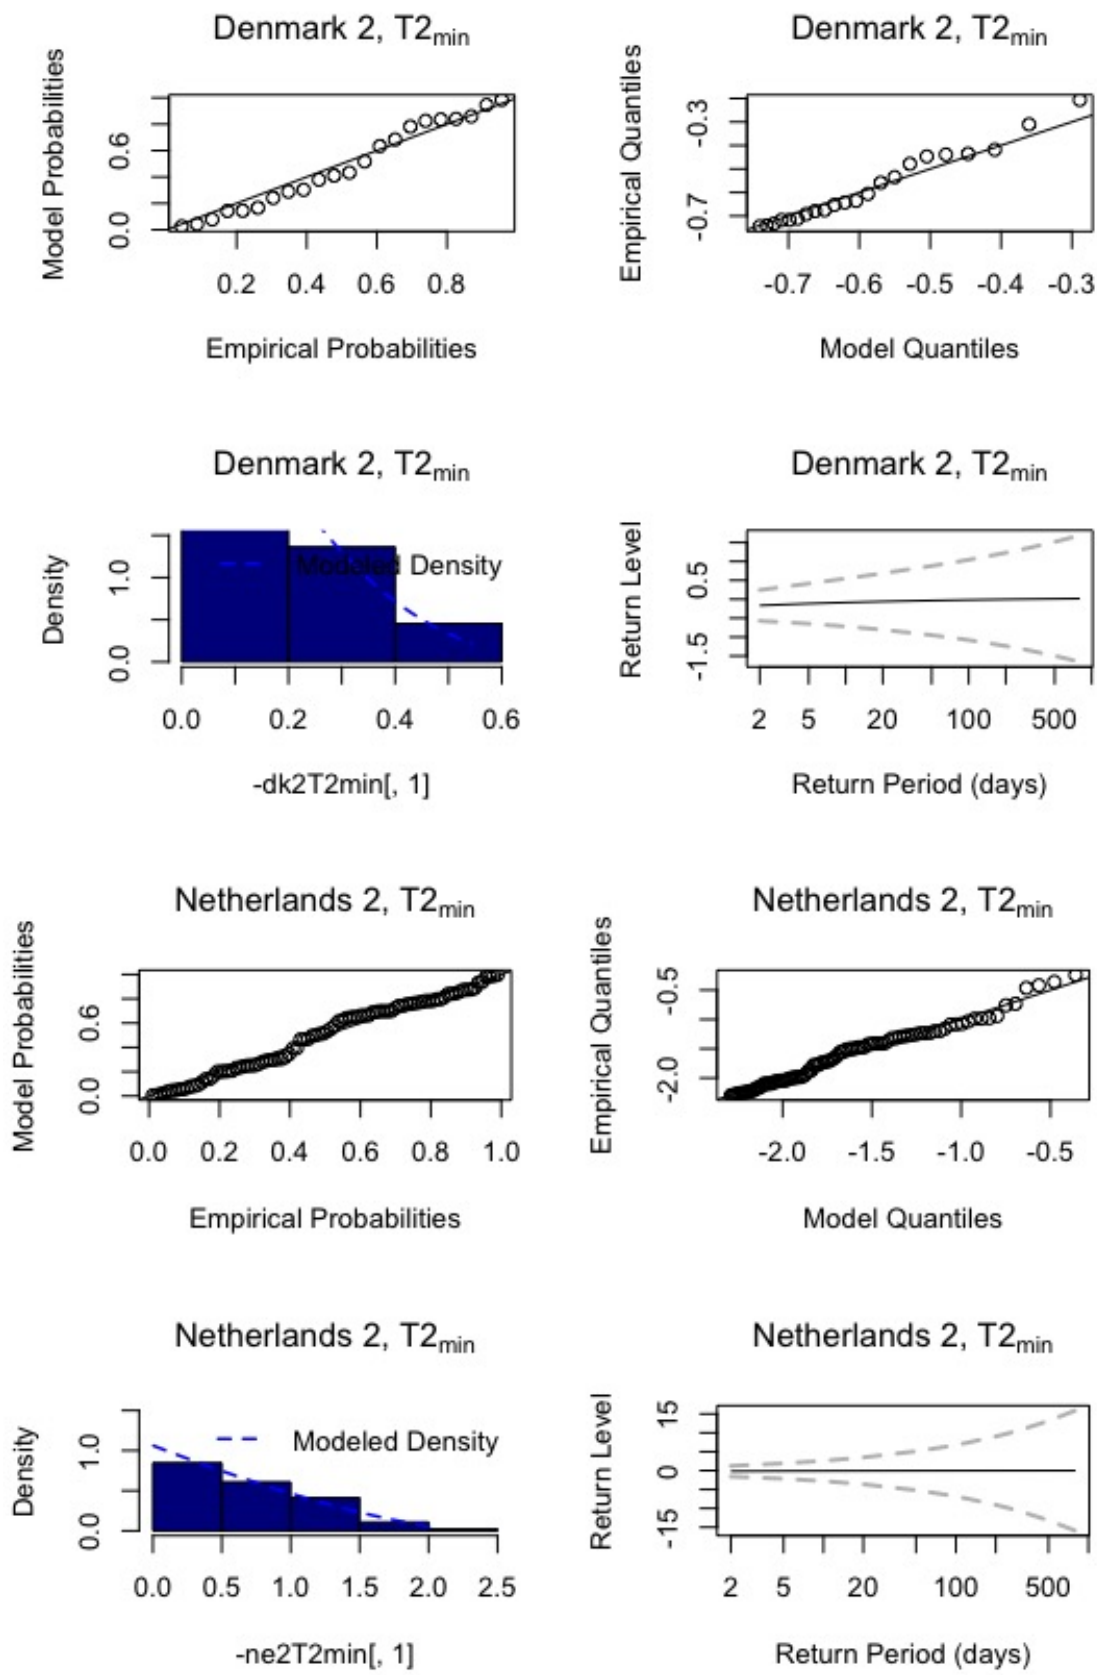 Denmark 2, T2min
Model Probabilities
0.0 0.6
0.2 0.4 0.6 0.8
Empirical Probabilities
Denmark 2, T2min
Empirical Quantiles
-0.7 -0.3
-0.7 -0.6 -0.5 -0.4 -0.3
Model Quantiles
Denmark 2, T2min
Density
0.0 1.0
Modeled Density
0.0 0.2 0.4 0.6
-dk2T2min[, 1]
Denmark 2, T2min
Return Level
-1.5 0.5
2 5 20 100 500
Return Period (days)
Netherlands 2, T2min
Model Probabilities
0.0 0.6
0.0 0.2 0.4 0.6 0.8 1.0
Empirical Probabilities
Netherlands 2, T2min
Empirical Quantiles
-2.0 -0.5
-2.0 -1.5 -1.0 -0.5
Model Quantiles
Netherlands 2, T2min
Density
0.0 1.0
Modeled Density
0.0 0.5 1.0 1.5 2.0 2.5
-ne2T2min[, 1]
Netherlands 2, T2min
Return Level
-15 0 15
2 5 20 100 500
Return Period (days)